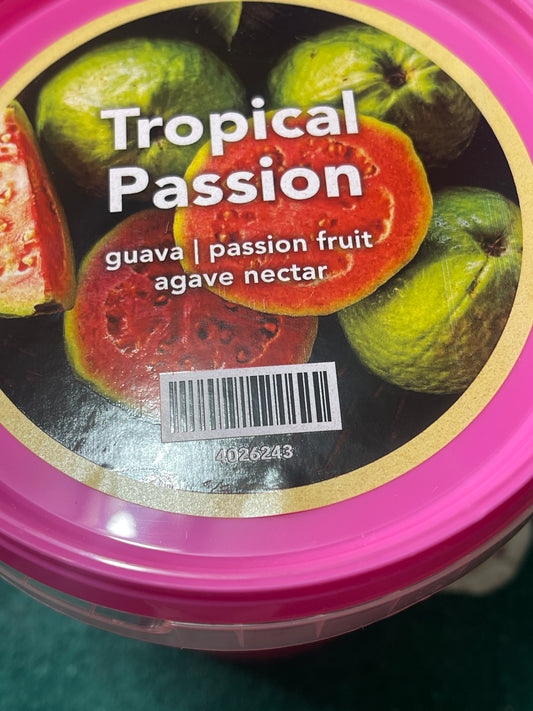 Tropical
Passion
guava | passion fruit
agave nectar
4026243